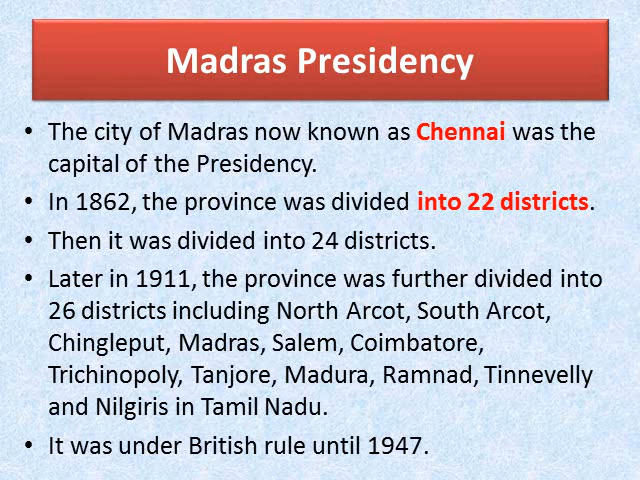 Madras Presidency
• The city of Madras now known as Chennai was the
capital of the Presidency.
• In 1862, the province was divided into 22 districts.
• Then it was divided into 24 districts.
• Later in 1911, the province was further divided into
26 districts including North Arcot, South Arcot,
Chingleput, Madras, Salem, Coimbatore,
Trichinopoly, Tanjore, Madura, Ramnad, Tinnevelly
and Nilgiris in Tamil Nadu.
• It was under British rule until 1947.